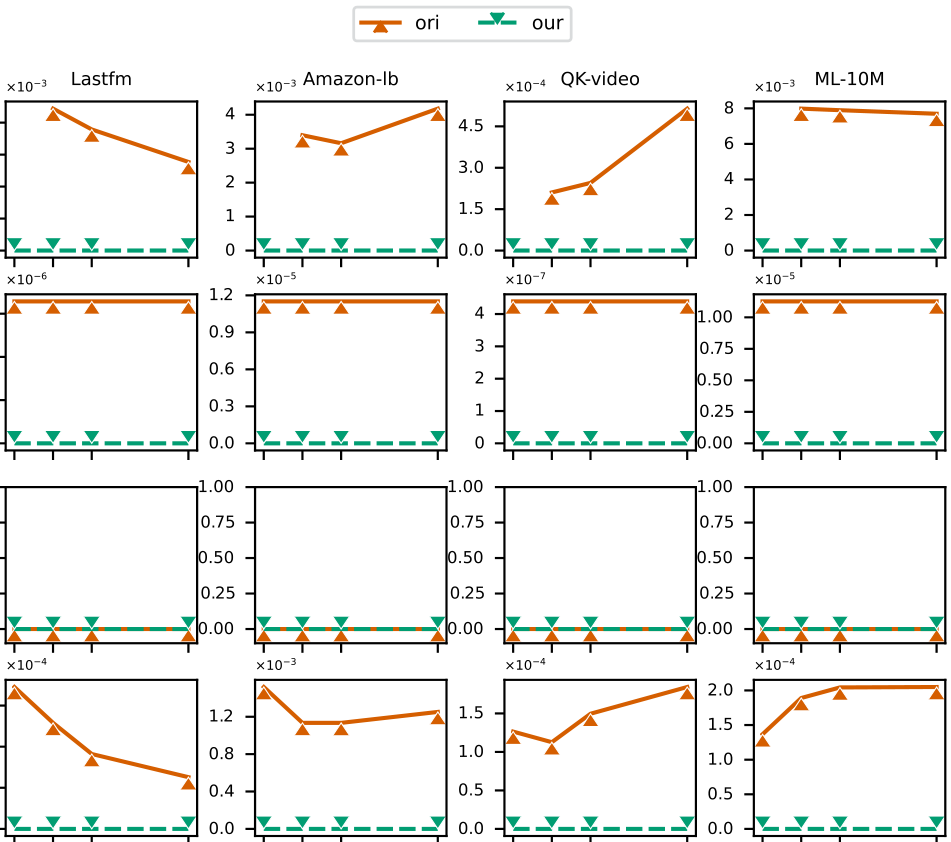 ori our
Lastfm Amazon-lb QK-video ML-10M
×10⁻³ ×10⁻³ ×10⁻⁴ ×10⁻³
4 4.5 8
3 3.0 6
2 4
1 1.5 2
0 0.0 0
×10⁻⁶ ×10⁻⁵ ×10⁻⁷ ×10⁻⁵
1.2 4 1.00
0.9 3 0.75
0.6 2 0.50
0.3 1 0.25
0.0 0 0.00
1.00 1.00 1.00
0.75 0.75 0.75
0.50 0.50 0.50
0.25 0.25 0.25
0.00 0.00 0.00
×10⁻⁴ ×10⁻³ ×10⁻⁴ ×10⁻⁴
1.2 1.5 2.0
0.8 1.0 1.5
0.4 0.5 1.0
0.0 0.0 0.5
0.0